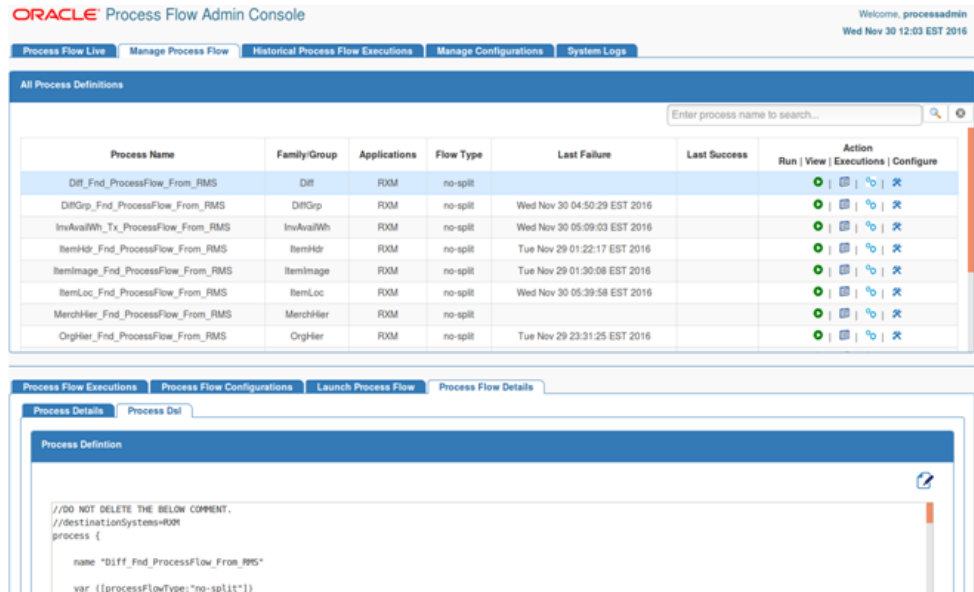 ORACLE Process Flow Admin Console
Welcome, processadmin
Wed Nov 30 12:03 EST 2016
Process Flow Live Manage Process Flow Historical Process Flow Executions Manage Configurations System Logs
All Process Definitions
Enter process name to search...
Process Name Family/Group Applications Flow Type Last Failure Last Success Action
Run | View | Executions | Configure
Diff_Fnd_ProcessFlow_From_RMS Diff RXM no-split
DiffGrp_Fnd_ProcessFlow_From_RMS DiffGrp RXM no-split Wed Nov 30 04:50:29 EST 2016
InvAvailWh_Tx_ProcessFlow_From_RMS InvAvailWh RXM no-split Wed Nov 30 05:09:03 EST 2016
ItemHdr_Fnd_ProcessFlow_From_RMS ItemHdr RXM no-split Tue Nov 29 01:22:17 EST 2016
ItemImage_Fnd_ProcessFlow_From_RMS ItemImage RXM no-split Tue Nov 29 01:30:08 EST 2016
ItemLoc_Fnd_ProcessFlow_From_RMS ItemLoc RXM no-split Wed Nov 30 05:39:58 EST 2016
MerchHier_Fnd_ProcessFlow_From_RMS MerchHier RXM no-split
OrgHier_Fnd_ProcessFlow_From_RMS OrgHier RXM no-split Tue Nov 29 23:31:25 EST 2016
Process Flow Executions Process Flow Configurations Launch Process Flow Process Flow Details
Process Details Process Dsl
Process Defintion
//DO NOT DELETE THE BELOW COMMENT.
//destinationSystems=RXM
process {
name "Diff_Fnd_ProcessFlow_From_RMS"
var ([processFlowType:"no-split"])